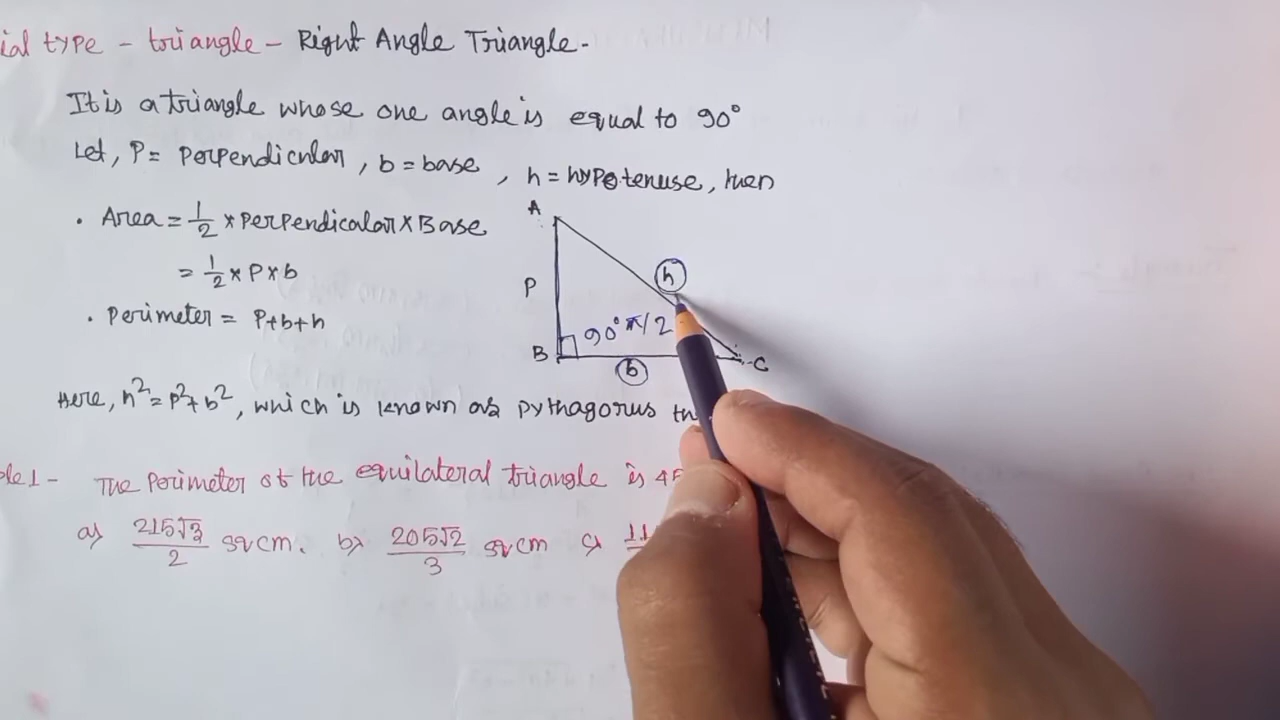 ial type - triangle - Right Angle Triangle -
It is a triangle whose one angle is equal to 90°
Let, P = Perpendicular, b = base, h = hypotenuse, then
• Area = 1/2 × Perpendicular × Base
= 1/2 × P × b
• Perimeter = P+b+h
A
P
h
B
90° π/2
b
C
Here, h² = P²+b², which is known as pythagorus th
ple 1 - The Perimeter of the equilateral triangle is 45
a) 215√3/2 sq cm. b) 205√2/3 sq cm c) 11